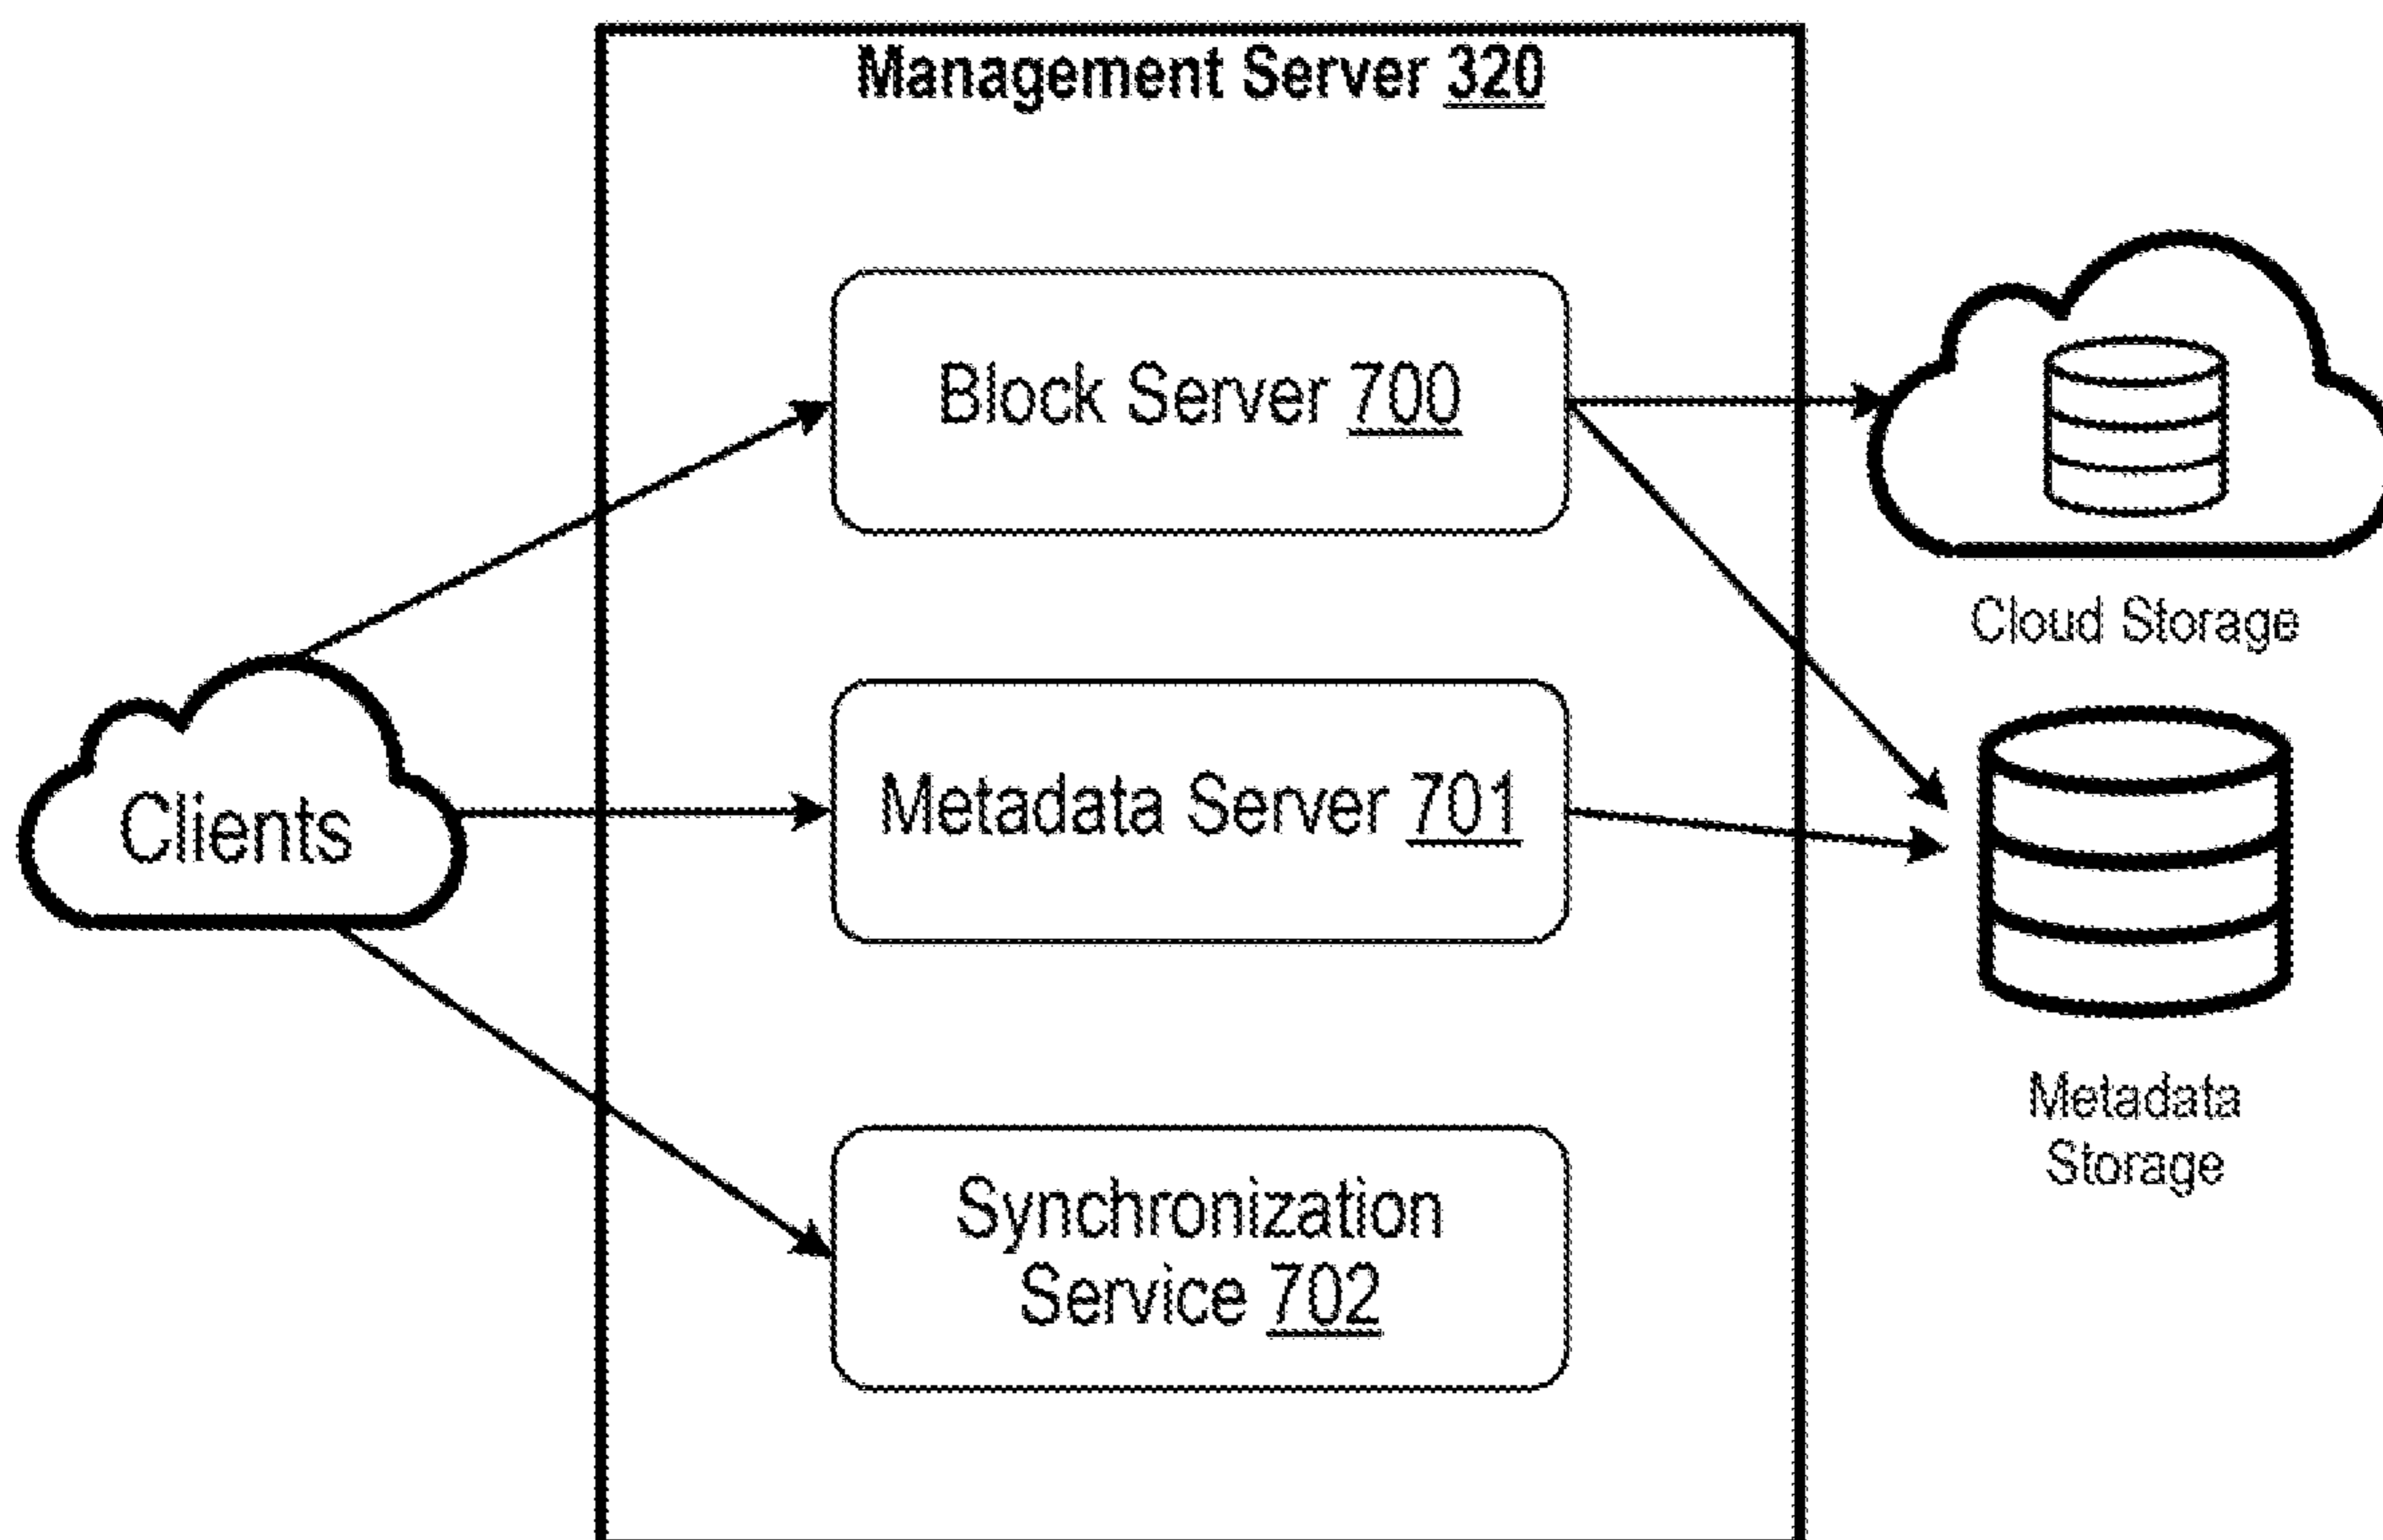 Management Server 320
Block Server 700
Cloud Storage
Clients
Metadata Server 701
Metadata
Storage
Synchronization
Service 702